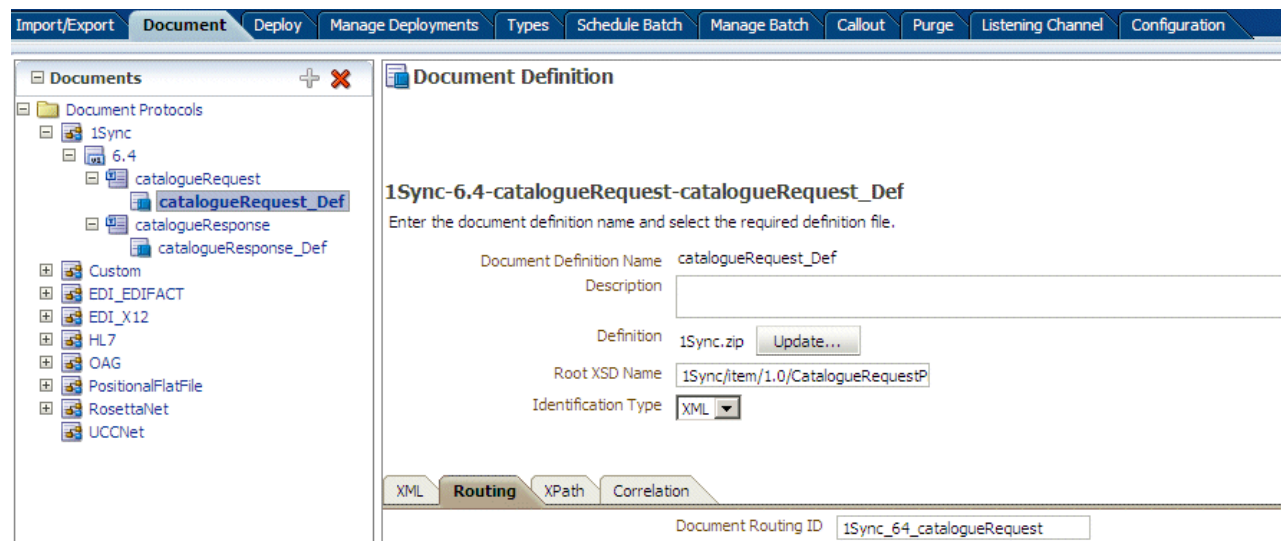 Import/Export Document Deploy Manage Deployments Types Schedule Batch Manage Batch Callout Purge Listening Channel Configuration
Documents
Document Protocols
1Sync
6.4
catalogueRequest
catalogueRequest_Def
catalogueResponse
catalogueResponse_Def
Custom
EDI_EDIFACT
EDI_X12
HL7
OAG
PositionalFlatFile
RosettaNet
UCCNet
Document Definition
1Sync-6.4-catalogueRequest-catalogueRequest_Def
Enter the document definition name and select the required definition file.
Document Definition Name catalogueRequest_Def
Description
Definition 1Sync.zip Update...
Root XSD Name 1Sync/item/1.0/CatalogueRequestP
Identification Type XML
XML Routing XPath Correlation
Document Routing ID 1Sync_64_catalogueRequest